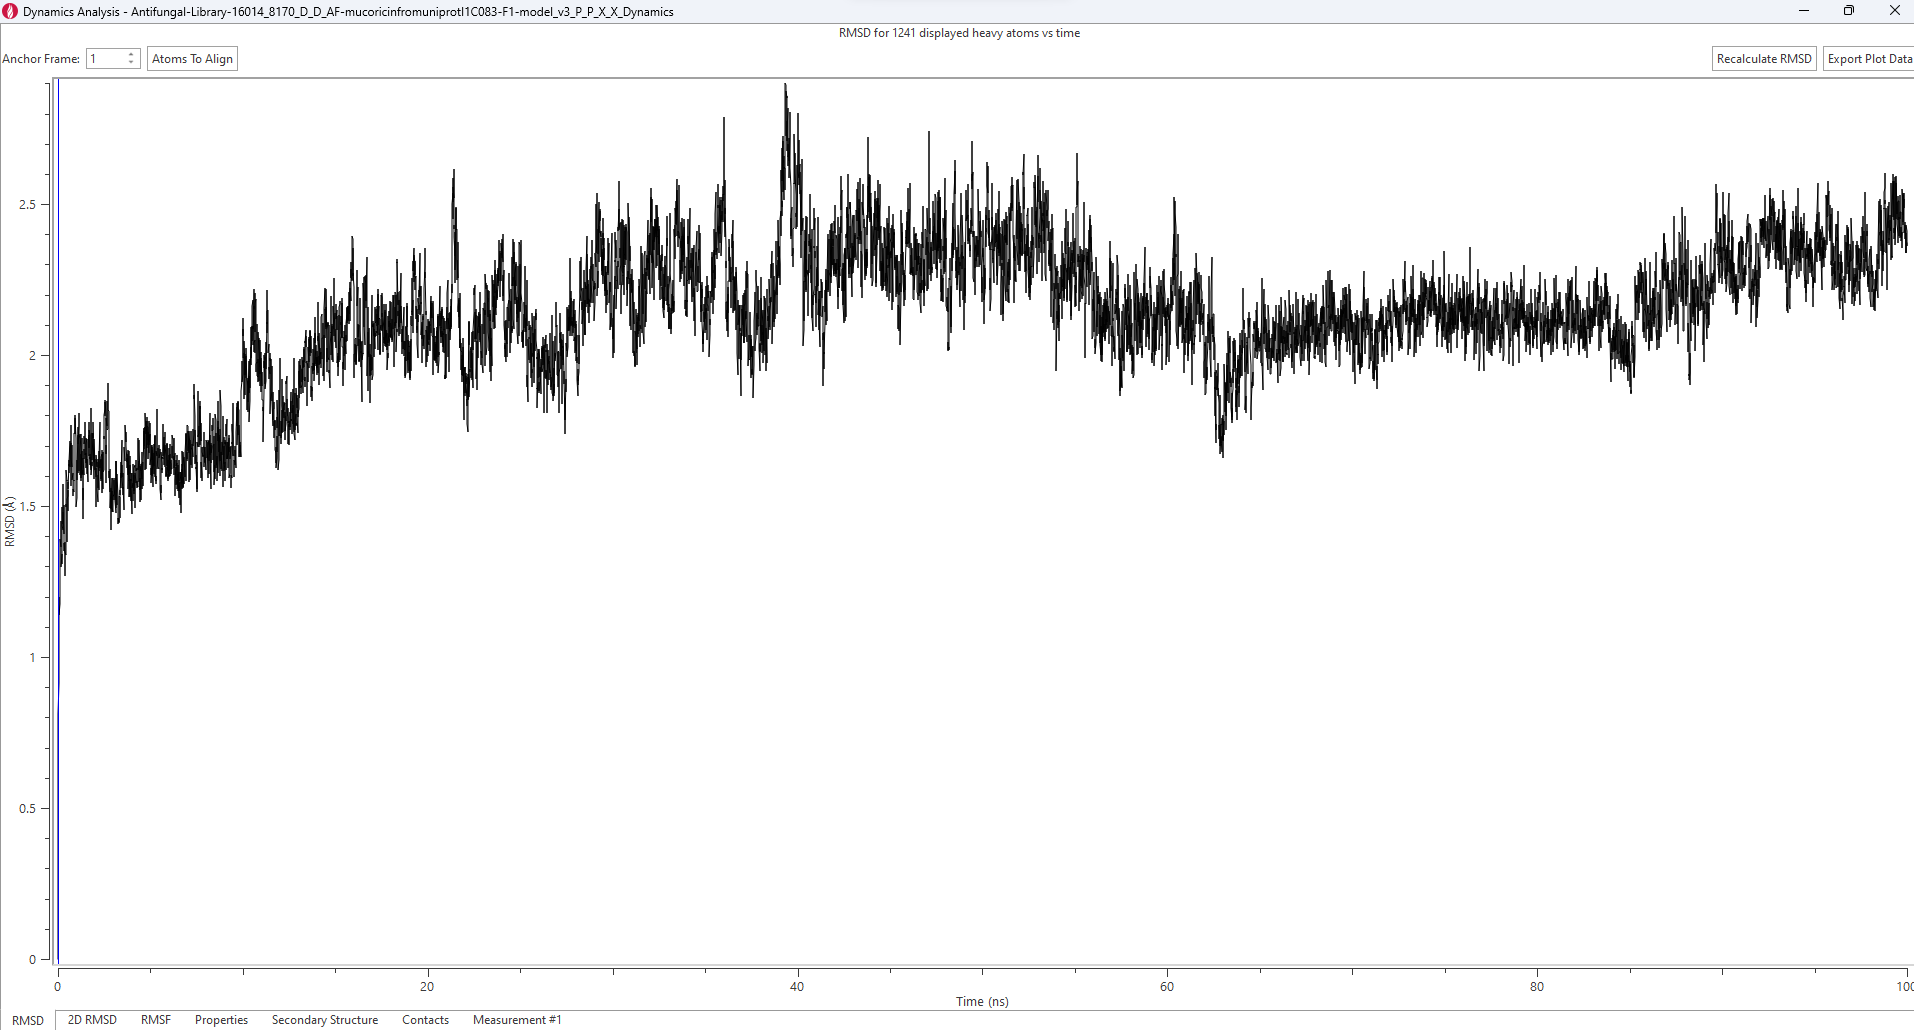 Dynamics Analysis - Antifungal-Library-16014_8170_D_D_AF-mucoricinfromuniprotI1C083-F1-model_v3_P_P_X_X_Dynamics
RMSD for 1241 displayed heavy atoms vs time
Anchor Frame: 1 Atoms To Align Recalculate RMSD Export Plot Data
2.5
2
1.5
1
0.5
0
RMSD (Å)
0 20 40 60 80 100
Time (ns)
RMSD 2D RMSD RMSF Properties Secondary Structure Contacts Measurement #1